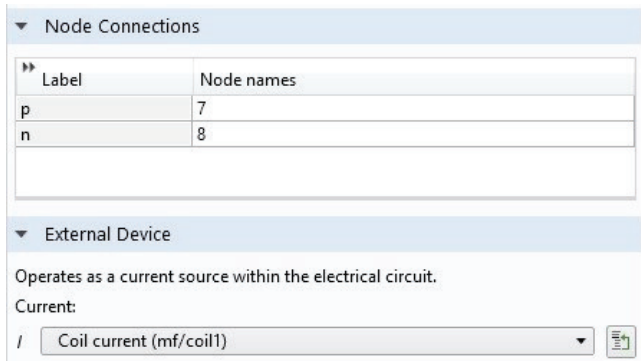 Node Connections
Label Node names
p 7
n 8
External Device
Operates as a current source within the electrical circuit.
Current:
I Coil current (mf/coil1)